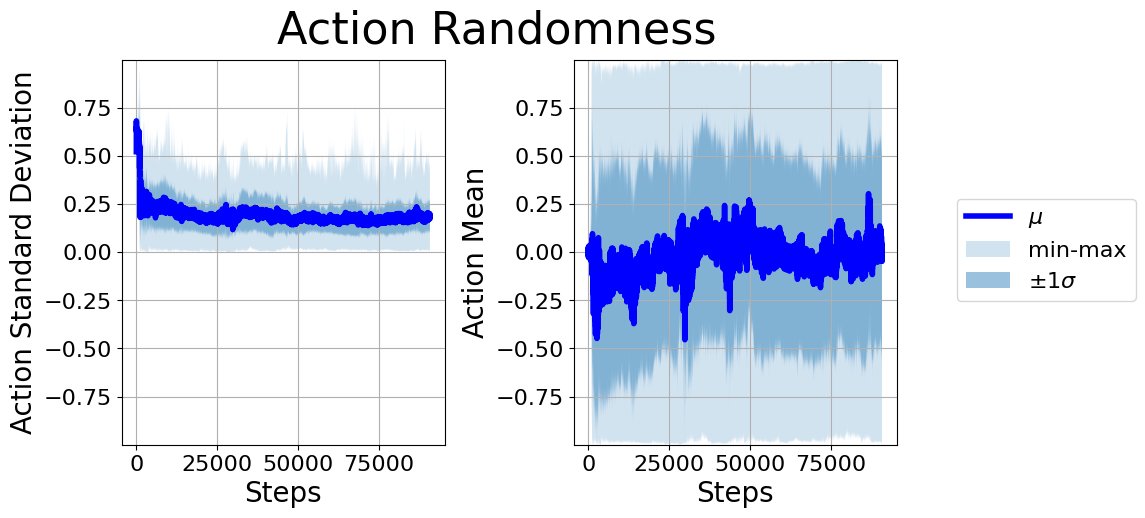 Action Randomness
Action Standard Deviation
0.75
0.50
0.25
0.00
−0.25
−0.50
−0.75
0 25000 50000 75000
Steps
Action Mean
0.75
0.50
0.25
0.00
−0.25
−0.50
−0.75
0 25000 50000 75000
Steps
μ
min-max
±1σ